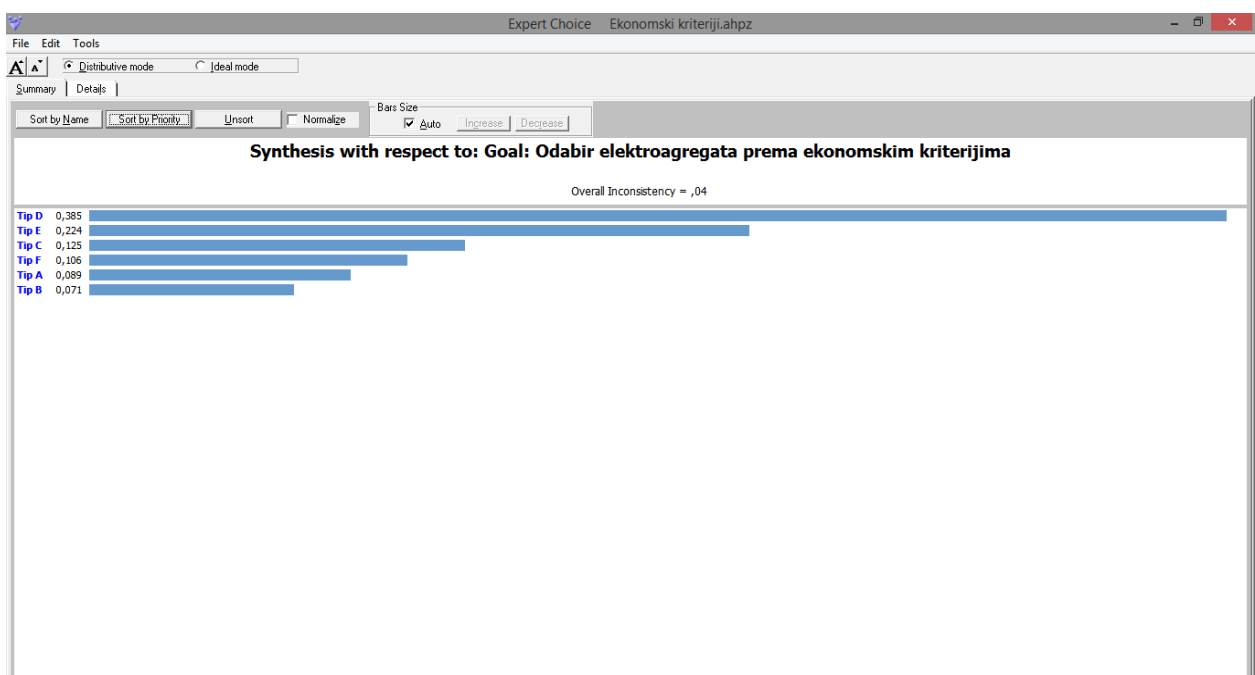 Expert Choice Ekonomski kriteriji.ahpz
File Edit Tools
A A Distributive mode Ideal mode
Summary Details
Bars Size
Sort by Name Sort by Priority Unsort Normalize Auto Increase Decrease
Synthesis with respect to: Goal: Odabir elektroagregata prema ekonomskim kriterijima
Overall Inconsistency = ,04
Tip D 0,385
Tip E 0,224
Tip C 0,125
Tip F 0,106
Tip A 0,089
Tip B 0,071